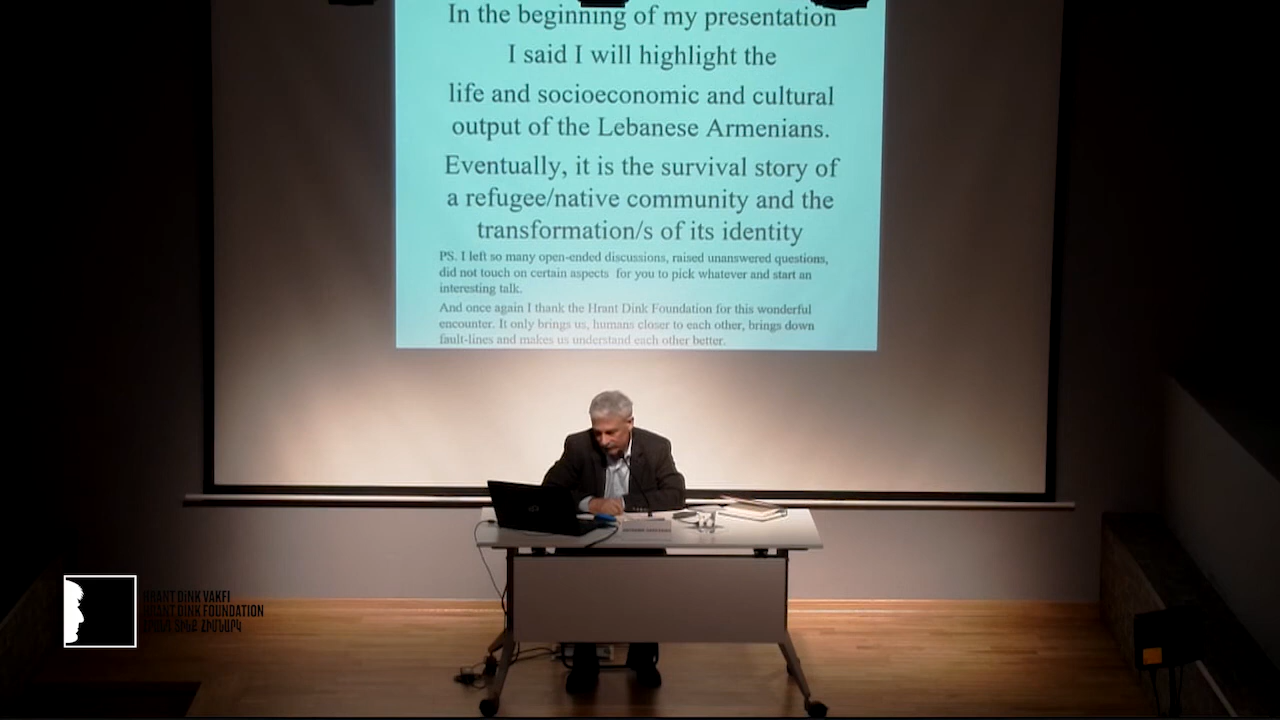 In the beginning of my presentation
I said I will highlight the
life and socioeconomic and cultural
output of the Lebanese Armenians.
Eventually, it is the survival story of
a refugee/native community and the
transformation/s of its identity
PS. I left so many open-ended discussions, raised unanswered questions,
did not touch on certain aspects for you to pick whatever and start an
interesting talk.
And once again I thank the Hrant Dink Foundation for this wonderful
encounter. It only brings us, humans closer to each other, brings down
fault-lines and makes us understand each other better.
HRANT DİNK VAKFI
HRANT DINK FOUNDATION
ՀՐԱՆԴ ՏԻՆՔ ՀԻՄՆԱՐԿ